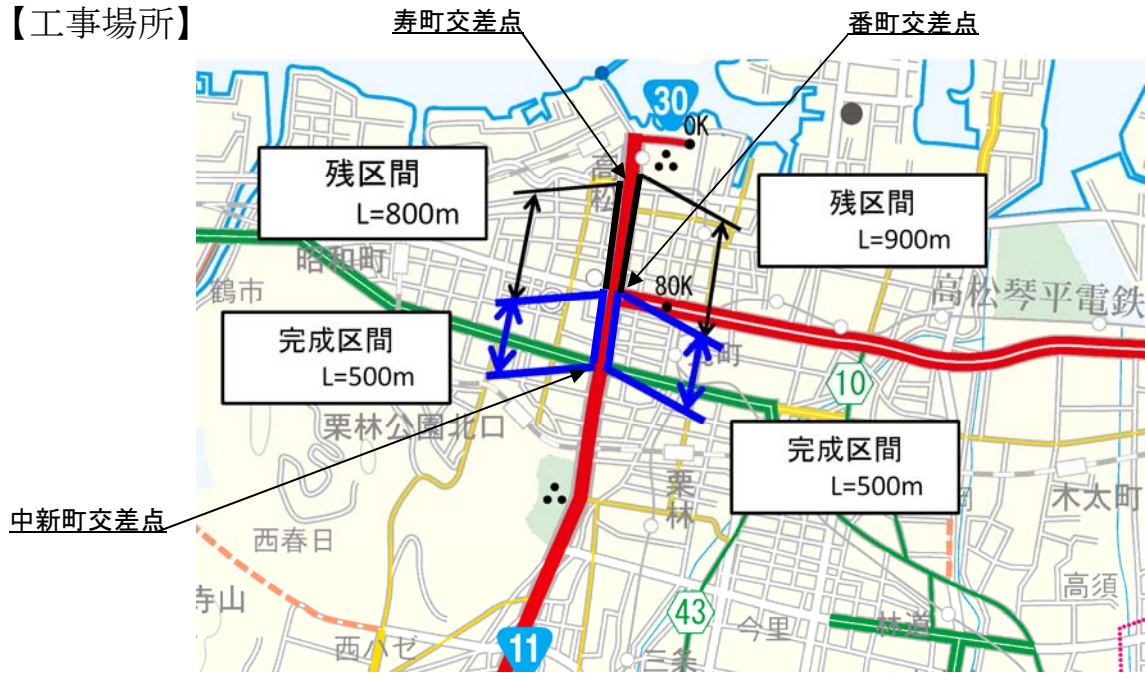 【工事場所】
寿町交差点
番町交差点
30
0K
高松
残区間
L=800m
残区間
L=900m
昭和町
鶴市
80K
高松琴平電鉄
完成区間
L=500m
10
栗林公園北口
完成区間
L=500m
中新町交差点
栗林
木太町
西春日
高須
寺山
43
今里
林道
西ハゼ
11
三条